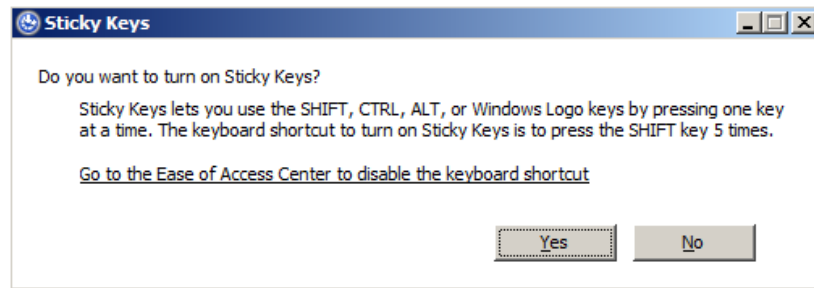 Sticky Keys
Do you want to turn on Sticky Keys?
Sticky Keys lets you use the SHIFT, CTRL, ALT, or Windows Logo keys by pressing one key
at a time. The keyboard shortcut to turn on Sticky Keys is to press the SHIFT key 5 times.
Go to the Ease of Access Center to disable the keyboard shortcut
Yes No